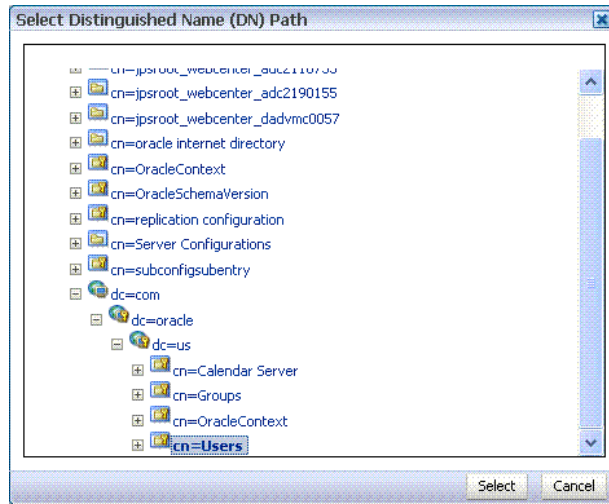 Select Distinguished Name (DN) Path
cn=jpsroot_webcenter_adc2190155
cn=jpsroot_webcenter_dadvmc0057
cn=oracle internet directory
cn=OracleContext
cn=OracleSchemaVersion
cn=replication configuration
cn=Server Configurations
cn=subconfigsubentry
dc=com
dc=oracle
dc=us
cn=Calendar Server
cn=Groups
cn=OracleContext
cn=Users
Select Cancel